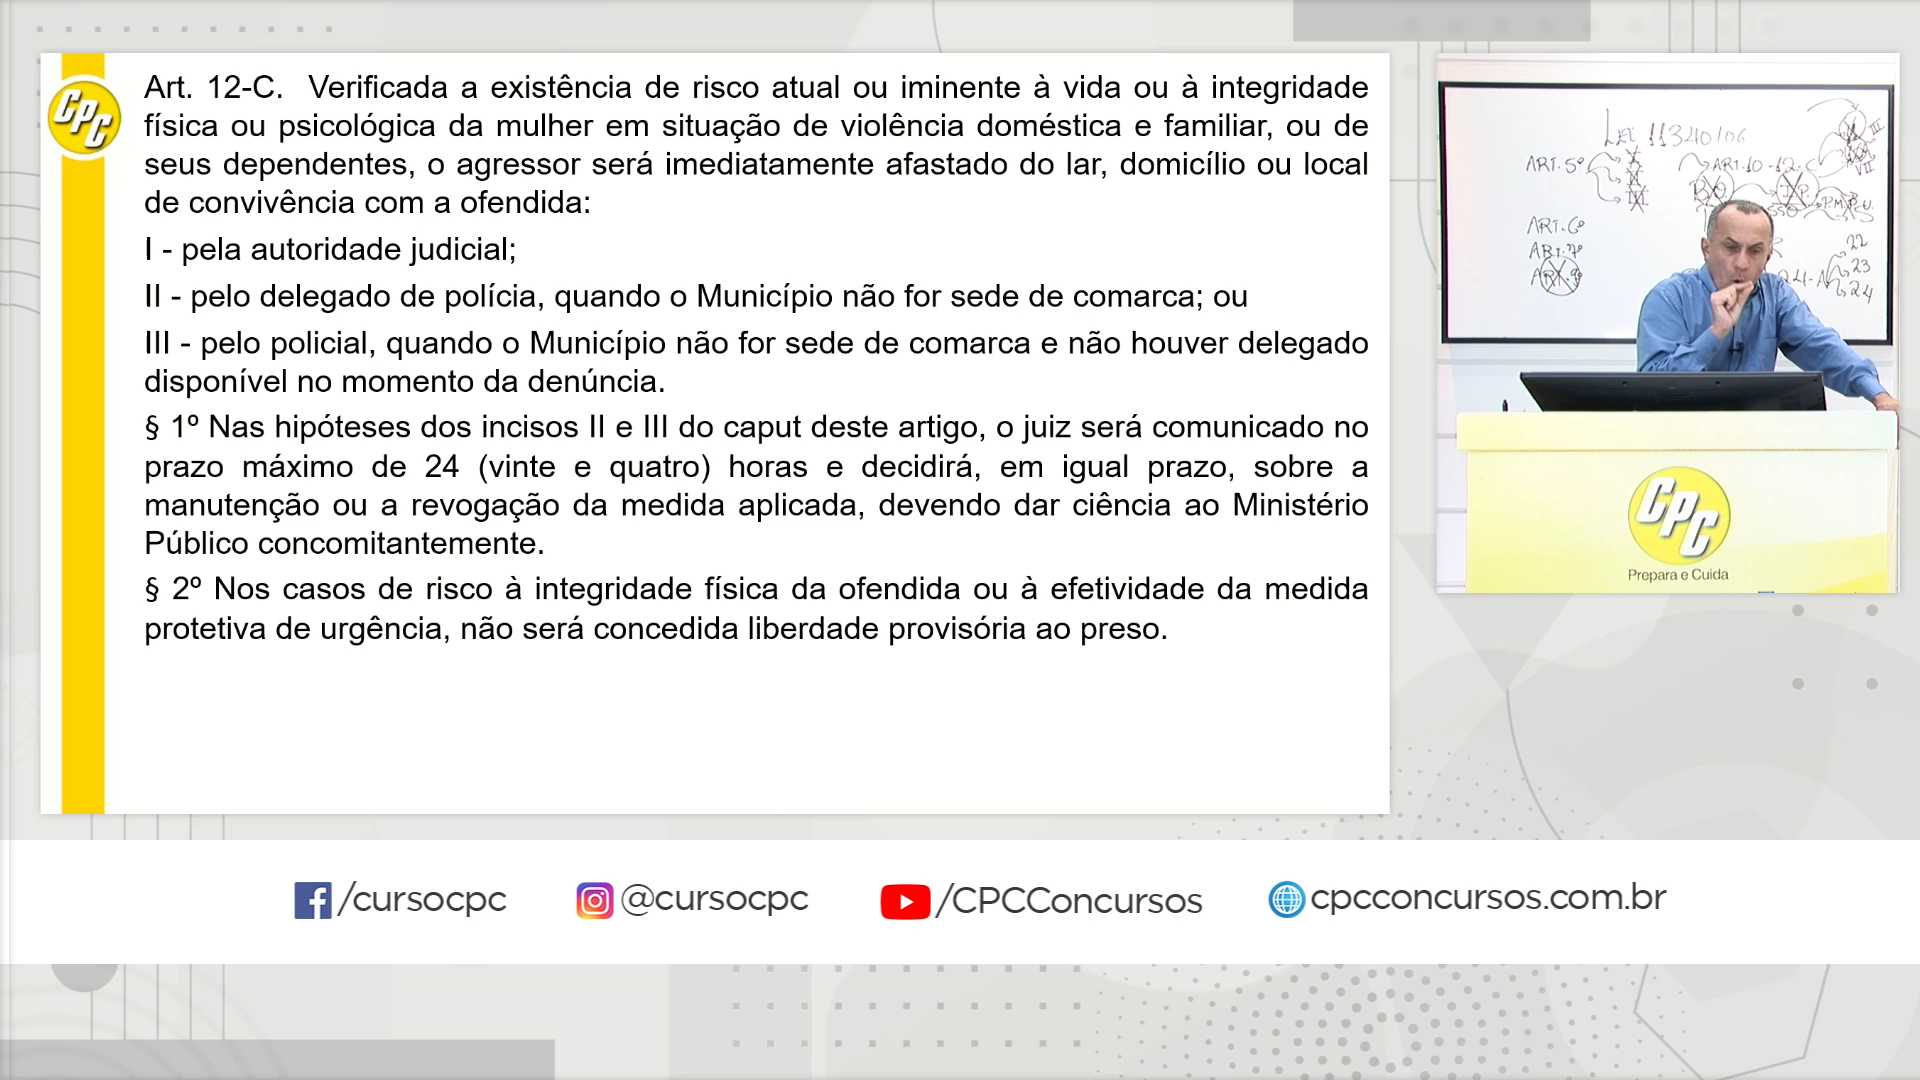 Art. 12-C. Verificada a existência de risco atual ou iminente à vida ou à integridade
física ou psicológica da mulher em situação de violência doméstica e familiar, ou de
seus dependentes, o agressor será imediatamente afastado do lar, domicílio ou local
de convivência com a ofendida:
I - pela autoridade judicial;
II - pelo delegado de polícia, quando o Município não for sede de comarca; ou
III - pelo policial, quando o Município não for sede de comarca e não houver delegado
disponível no momento da denúncia.
§ 1º Nas hipóteses dos incisos II e III do caput deste artigo, o juiz será comunicado no
prazo máximo de 24 (vinte e quatro) horas e decidirá, em igual prazo, sobre a
manutenção ou a revogação da medida aplicada, devendo dar ciência ao Ministério
Público concomitantemente.
§ 2º Nos casos de risco à integridade física da ofendida ou à efetividade da medida
protetiva de urgência, não será concedida liberdade provisória ao preso.
CPC
LEI 11340/06
ART. 5º
ART. 10 - 12-C
III
VII
ART. 6º
ART. 7º
22
23
24-A
24
CPC
Prepara e Cuida
/cursocpc
@cursocpc
/CPCConcursos
cpcconcursos.com.br